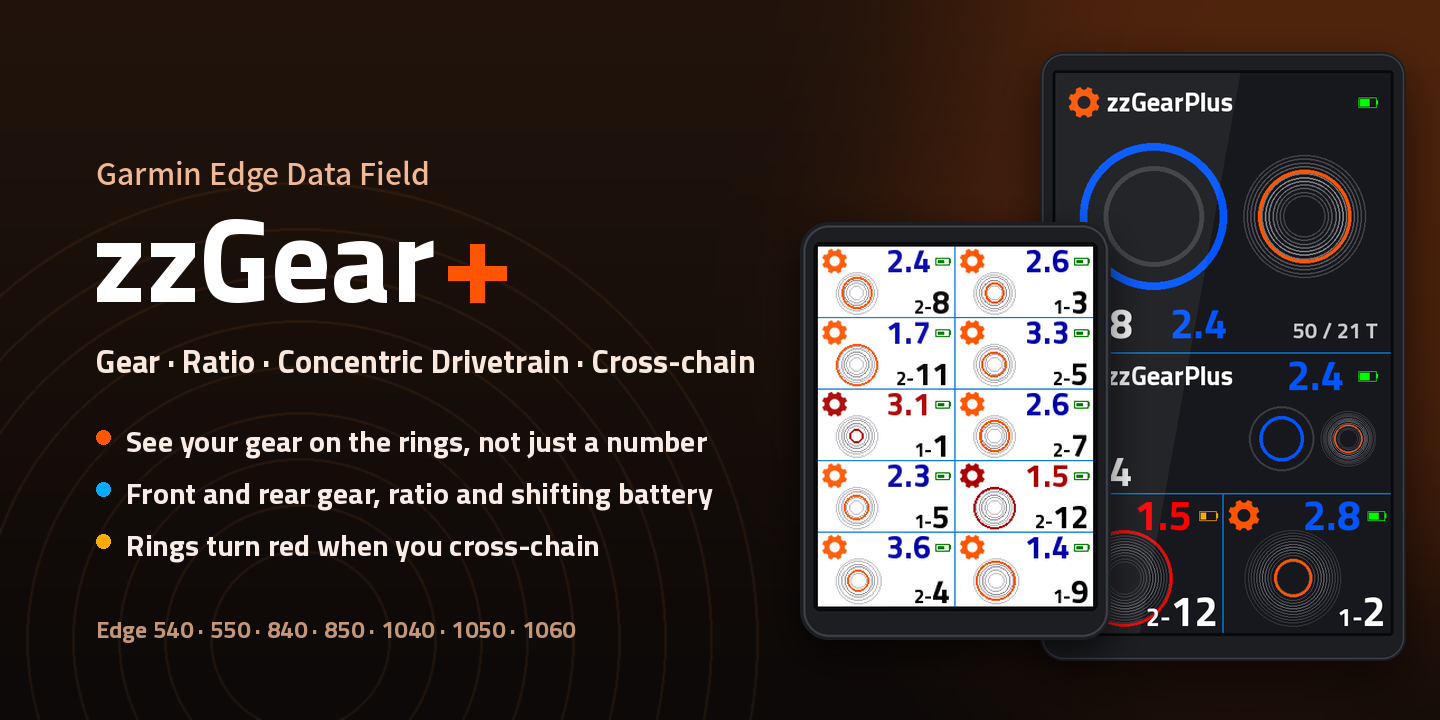 Garmin Edge Data Field
zzGear+
Gear · Ratio · Concentric Drivetrain · Cross-chain
See your gear on the rings, not just a number
Front and rear gear, ratio and shifting battery
Rings turn red when you cross-chain
Edge 540 · 550 · 840 · 850 · 1040 · 1050 · 1060
2.4
2-8
2.6
1-3
1.7
2-11
3.3
2-5
3.1
1-1
2.6
2-7
2.3
1-5
1.5
2-12
3.6
2-4
1.4
1-9
zzGearPlus
8 2.4 50 / 21 T
zzGearPlus 2.4
4
1.5
2-12
2.8
1-2